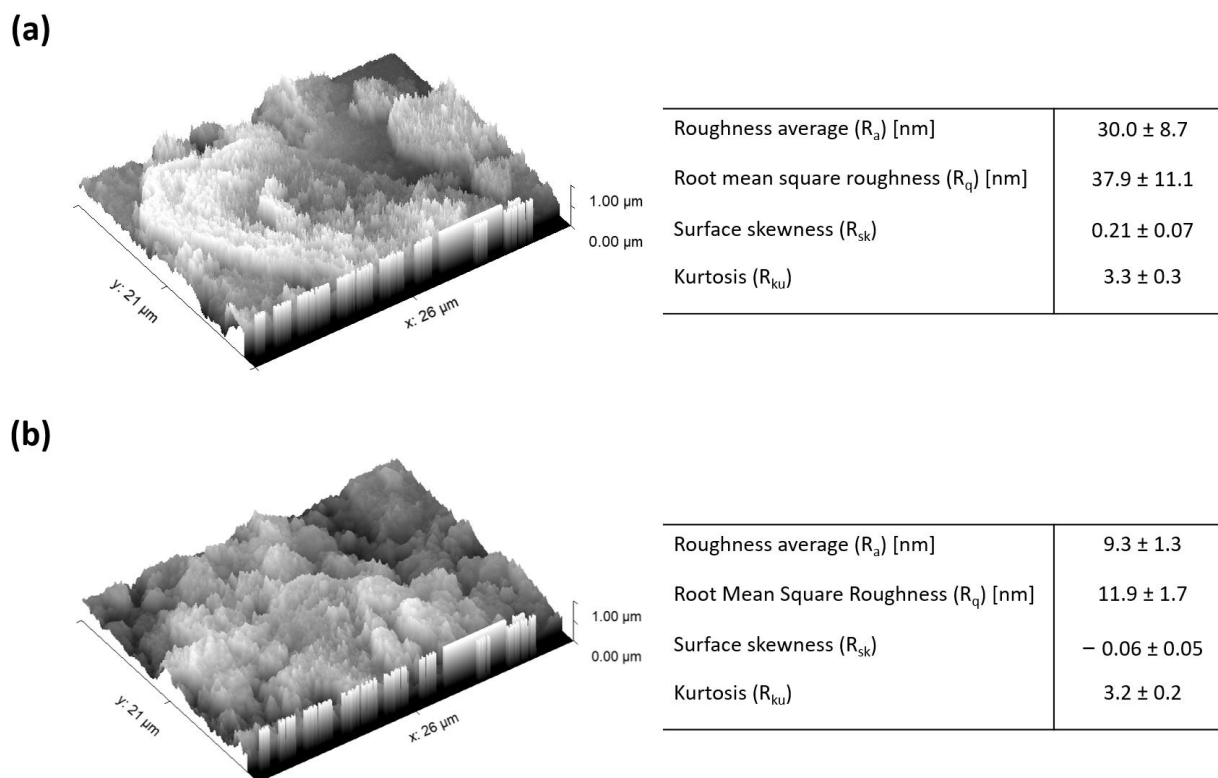 (a)
1.00 µm
0.00 µm
y: 21 µm
x: 26 µm
Roughness average (Ra) [nm] 30.0 ± 8.7
Root mean square roughness (Rq) [nm] 37.9 ± 11.1
Surface skewness (Rsk) 0.21 ± 0.07
Kurtosis (Rku) 3.3 ± 0.3
(b)
1.00 µm
0.00 µm
y: 21 µm
x: 26 µm
Roughness average (Ra) [nm] 9.3 ± 1.3
Root Mean Square Roughness (Rq) [nm] 11.9 ± 1.7
Surface skewness (Rsk) − 0.06 ± 0.05
Kurtosis (Rku) 3.2 ± 0.2